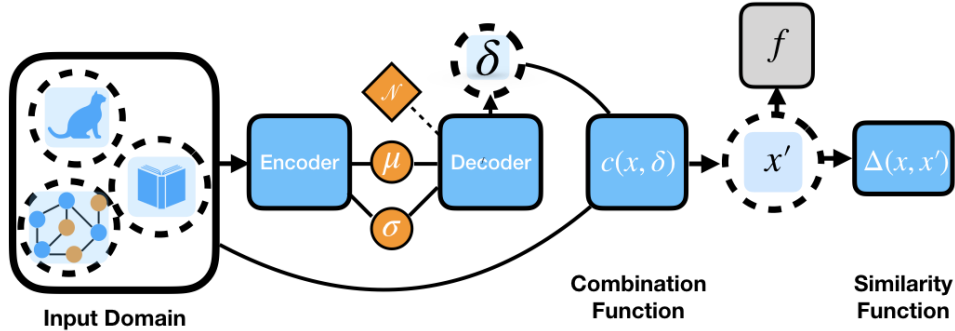 δ
f
𝒩
Encoder
μ
Decoder
c(x, δ)
x′
Δ(x, x′)
σ
Combination
Function
Similarity
Function
Input Domain